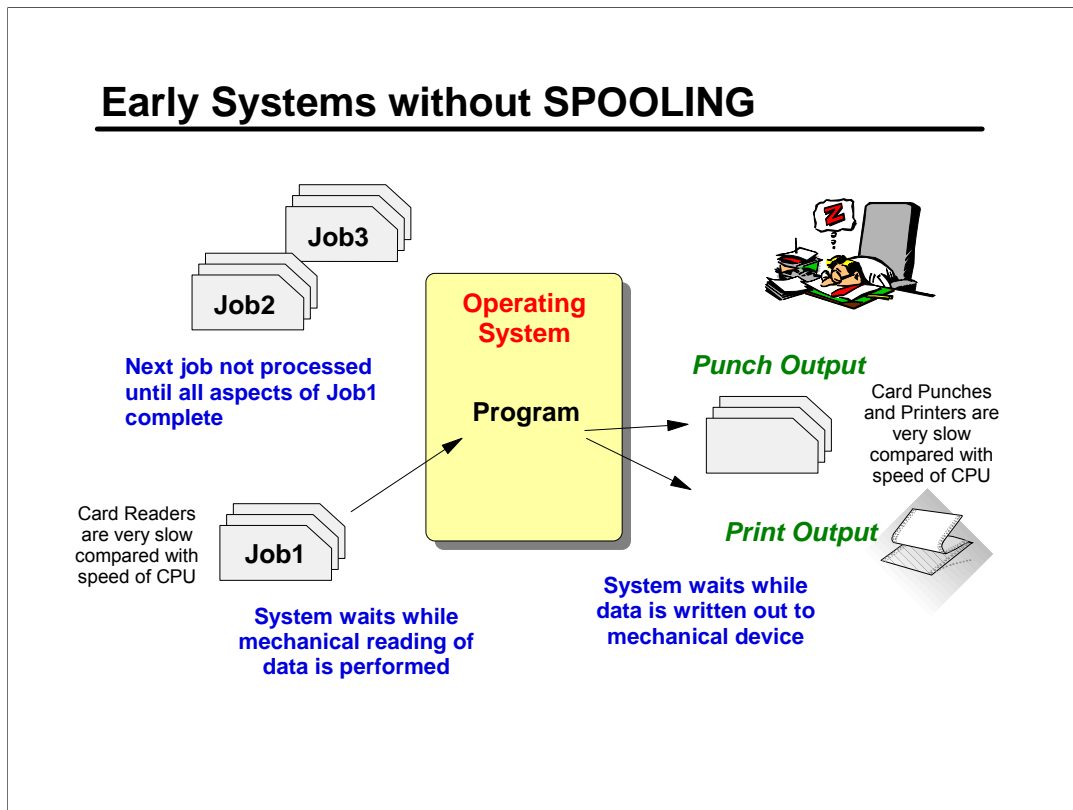 Early Systems without SPOOLING
Job3
Job2
Next job not processed
until all aspects of Job1
complete
Card Readers
are very slow
compared with
speed of CPU
Job1
System waits while
mechanical reading of
data is performed
Operating
System
Program
Z
Punch Output
Card Punches
and Printers are
very slow
compared with
speed of CPU
Print Output
System waits while
data is written out to
mechanical device